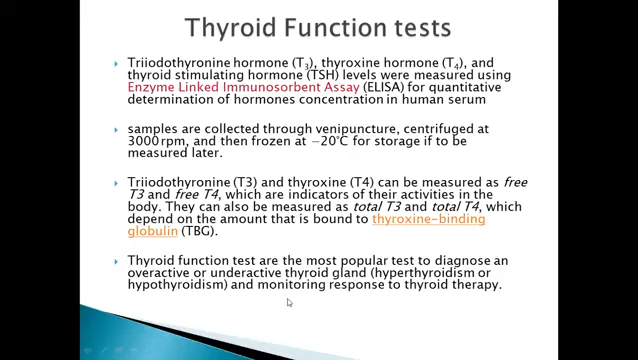 Thyroid Function tests
Triiodothyronine hormone (T3), thyroxine hormone (T4), and
thyroid stimulating hormone (TSH) levels were measured using
Enzyme Linked Immunosorbent Assay (ELISA) for quantitative
determination of hormones concentration in human serum
samples are collected through venipuncture, centrifuged at
3000 rpm, and then frozen at −20°C for storage if to be
measured later.
Triiodothyronine (T3) and thyroxine (T4) can be measured as free
T3 and free T4, which are indicators of their activities in the
body. They can also be measured as total T3 and total T4, which
depend on the amount that is bound to thyroxine-binding
globulin (TBG).
Thyroid function test are the most popular test to diagnose an
overactive or underactive thyroid gland (hyperthyroidism or
hypothyroidism) and monitoring response to thyroid therapy.